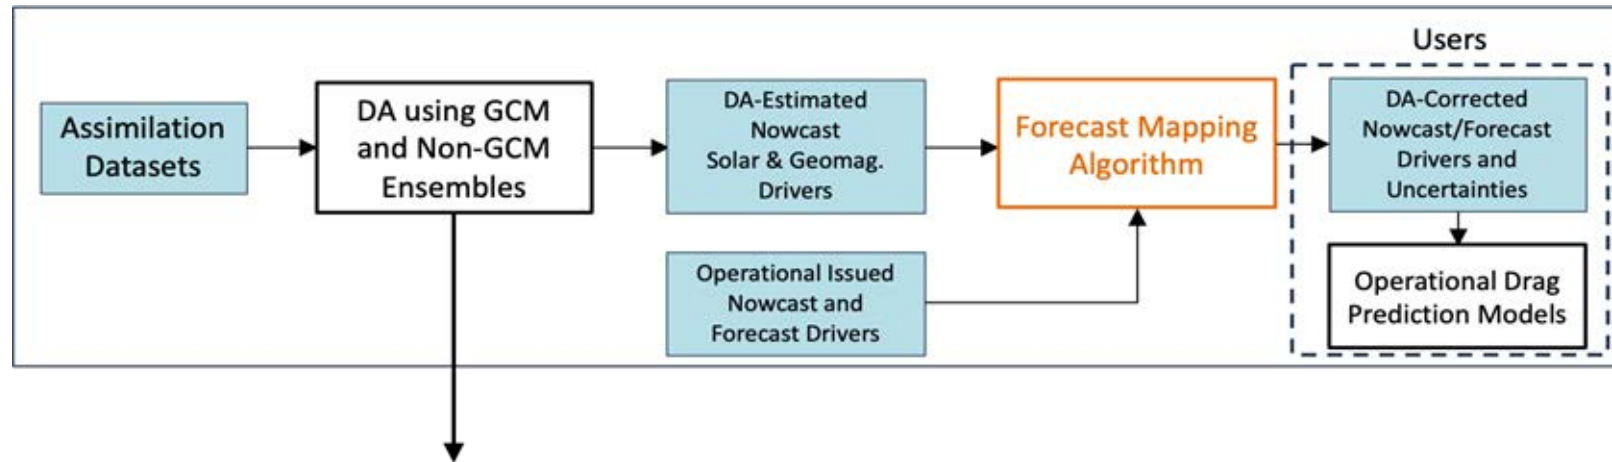 Users
Assimilation
Datasets
DA using GCM
and Non-GCM
Ensembles
DA-Estimated
Nowcast
Solar & Geomag.
Drivers
Operational Issued
Nowcast and
Forecast Drivers
Forecast Mapping
Algorithm
DA-Corrected
Nowcast/Forecast
Drivers and
Uncertainties
Operational Drag
Prediction Models